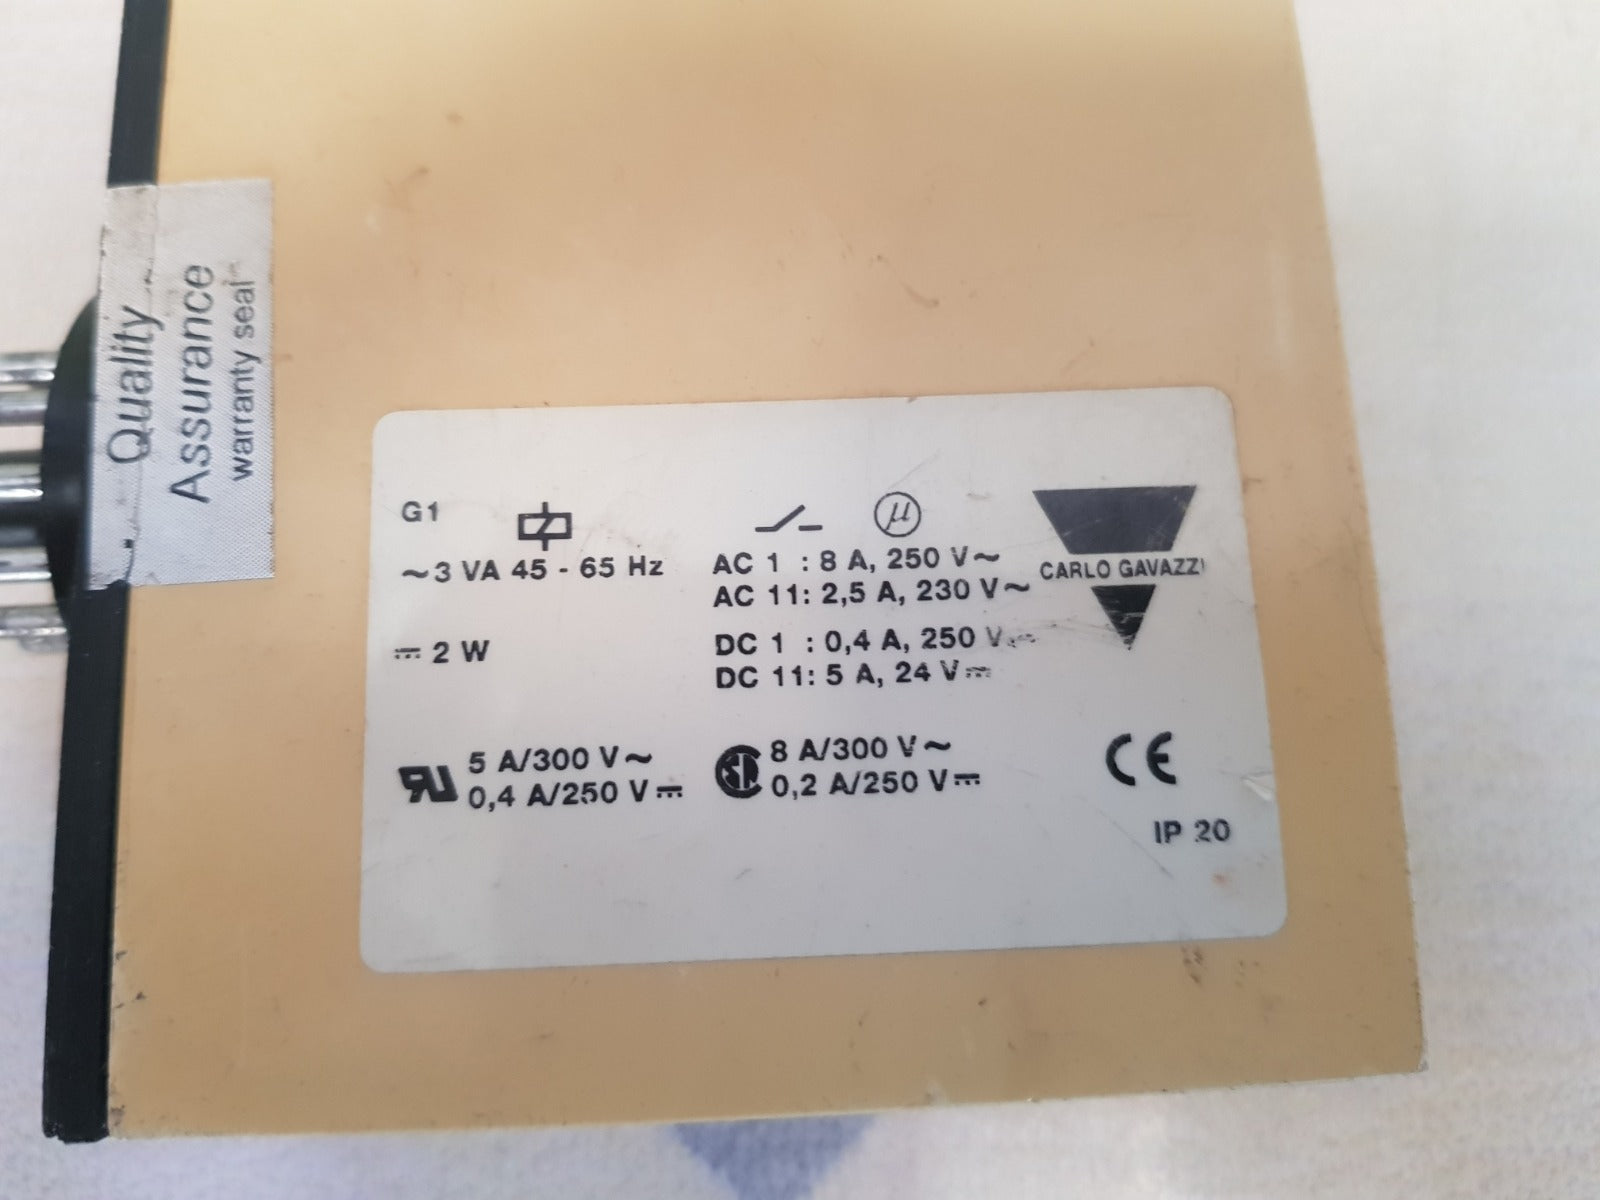 Quality
Assurance
warranty seal
G1
µ
~3 VA 45 - 65 Hz
⎓ 2 W
AC 1 : 8 A, 250 V~
AC 11: 2,5 A, 230 V~
DC 1 : 0,4 A, 250 V⎓
DC 11: 5 A, 24 V⎓
CARLO GAVAZZI
5 A/300 V~
0,4 A/250 V⎓
8 A/300 V~
0,2 A/250 V⎓
CE
IP 20